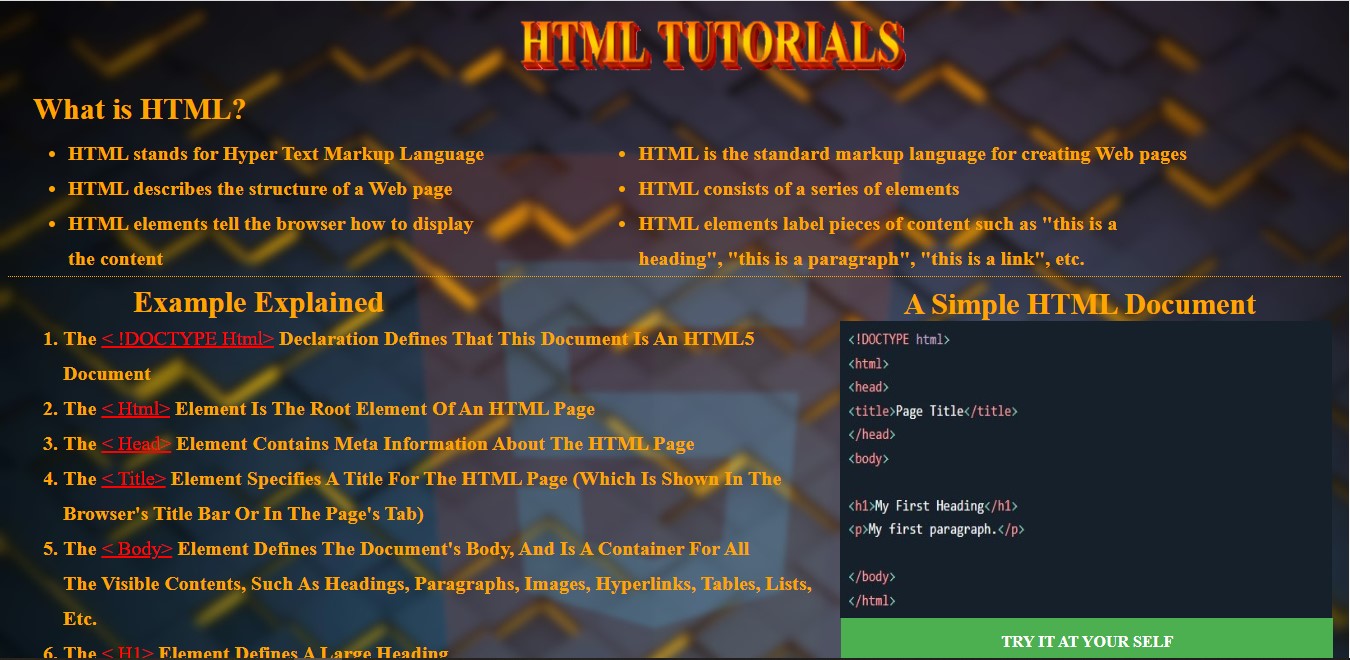 HTML TUTORIALS
What is HTML?
• HTML stands for Hyper Text Markup Language
• HTML describes the structure of a Web page
• HTML elements tell the browser how to display
the content
• HTML is the standard markup language for creating Web pages
• HTML consists of a series of elements
• HTML elements label pieces of content such as "this is a
heading", "this is a paragraph", "this is a link", etc.
Example Explained
1. The < !DOCTYPE Html> Declaration Defines That This Document Is An HTML5
Document
2. The < Html> Element Is The Root Element Of An HTML Page
3. The < Head> Element Contains Meta Information About The HTML Page
4. The < Title> Element Specifies A Title For The HTML Page (Which Is Shown In The
Browser's Title Bar Or In The Page's Tab)
5. The < Body> Element Defines The Document's Body, And Is A Container For All
The Visible Contents, Such As Headings, Paragraphs, Images, Hyperlinks, Tables, Lists,
Etc.
6. The < H1> Element Defines A Large Heading
A Simple HTML Document
<!DOCTYPE html>
<html>
<head>
<title>Page Title</title>
</head>
<body>
<h1>My First Heading</h1>
<p>My first paragraph.</p>
</body>
</html>
TRY IT AT YOUR SELF